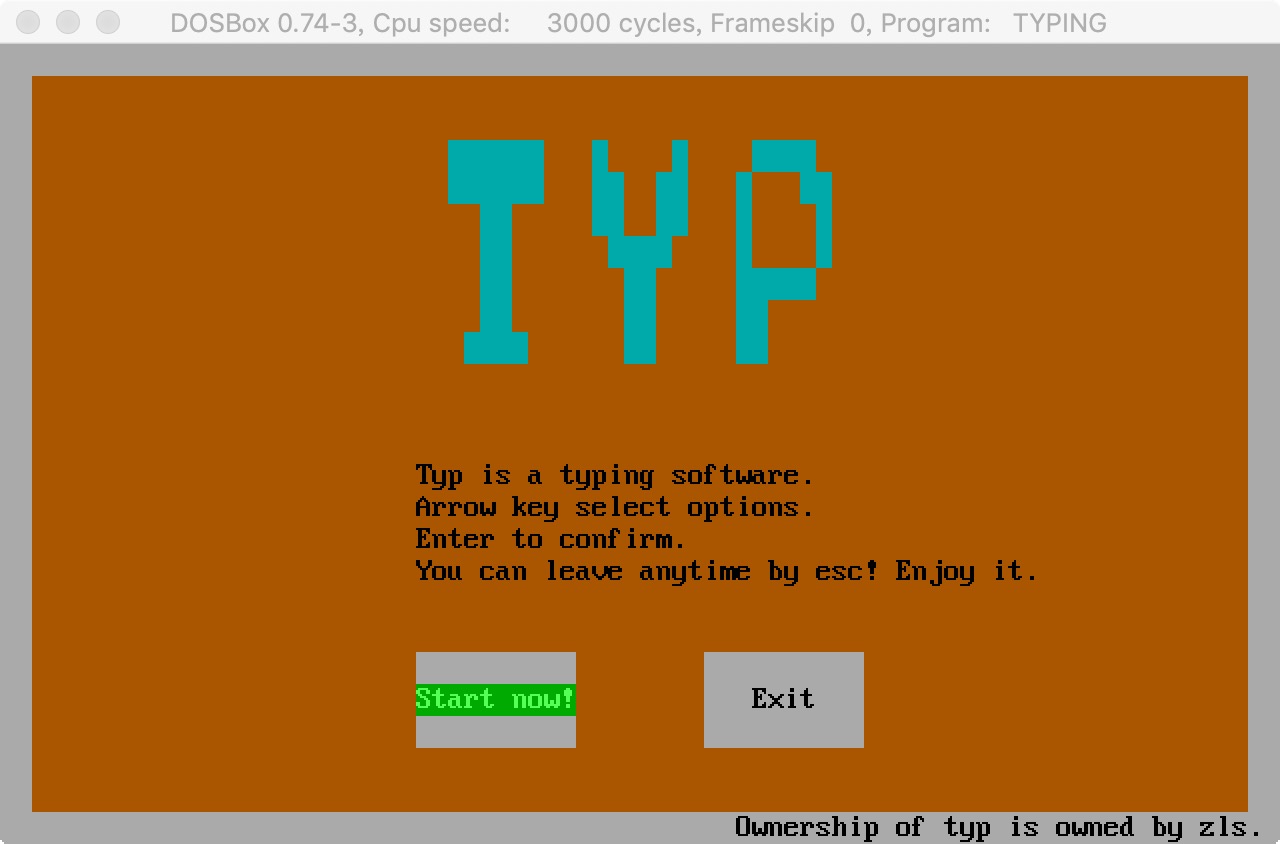 DOSBox 0.74-3, Cpu speed: 3000 cycles, Frameskip 0, Program: TYPING
TYP
Typ is a typing software.
Arrow key select options.
Enter to confirm.
You can leave anytime by esc! Enjoy it.
Start now! Exit
Ownership of typ is owned by zls.